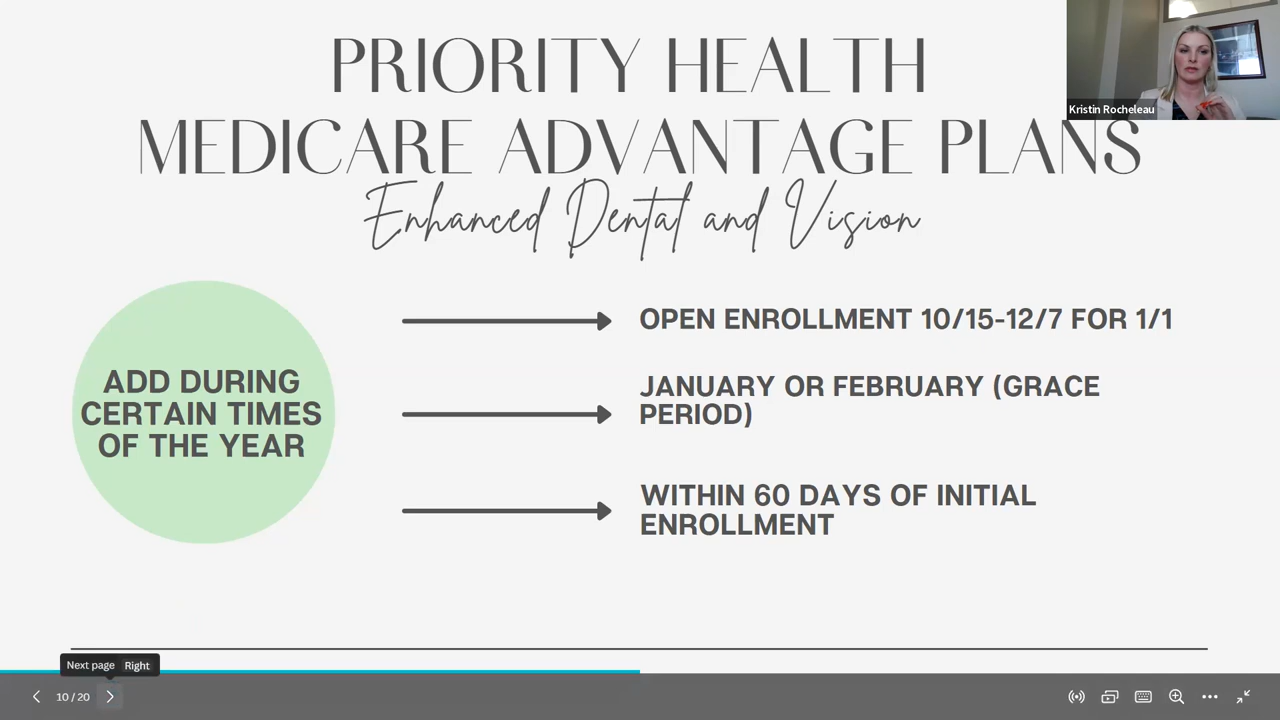 PRIORITY HEALTH
MEDICARE ADVANTAGE PLANS
Enhanced Dental and Vision
Kristin Rocheleau
ADD DURING
CERTAIN TIMES
OF THE YEAR
OPEN ENROLLMENT 10/15-12/7 FOR 1/1
JANUARY OR FEBRUARY (GRACE
PERIOD)
WITHIN 60 DAYS OF INITIAL
ENROLLMENT
Next page Right
10 / 20